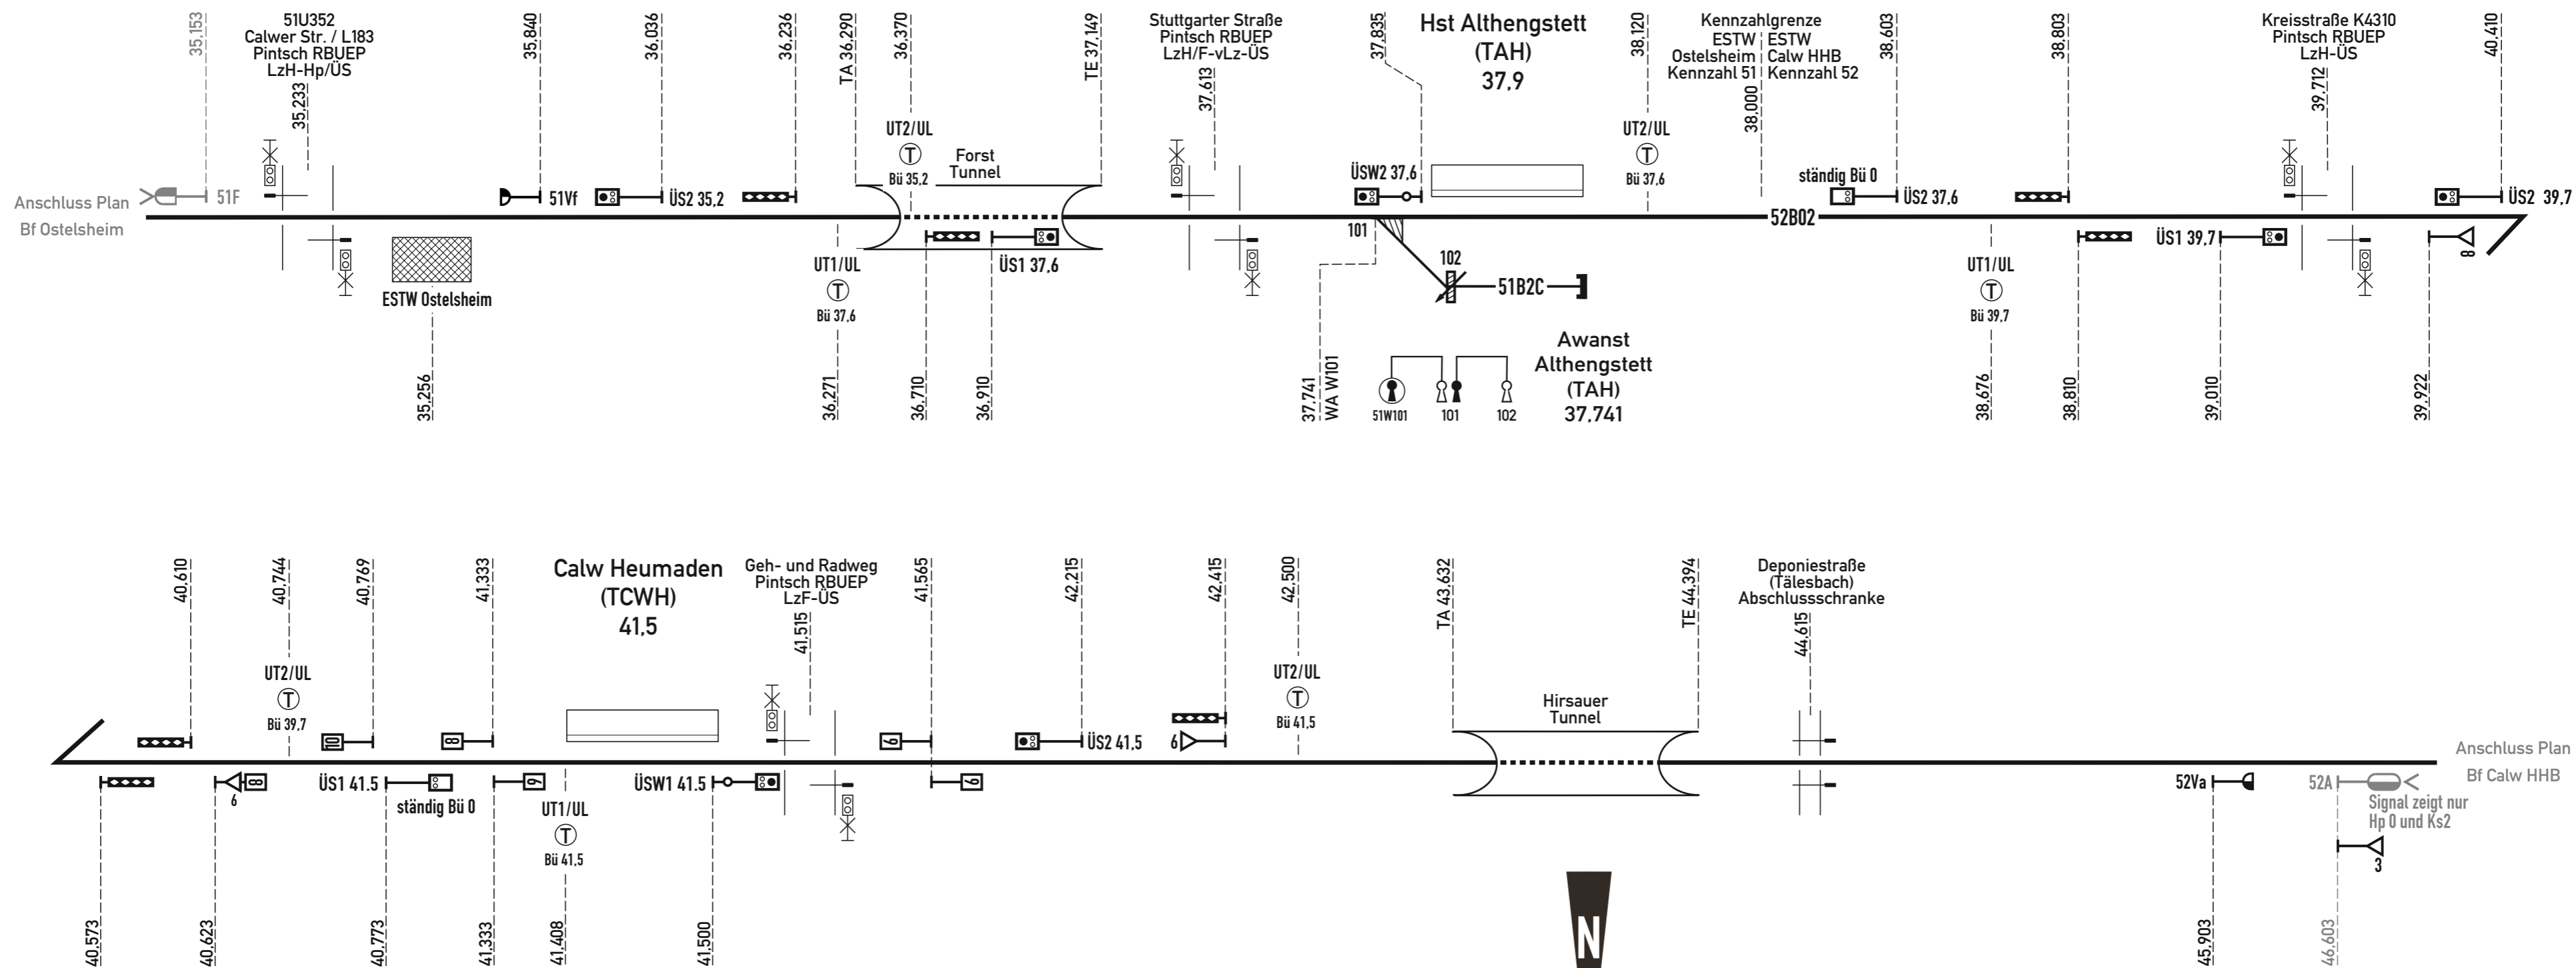 35,153
51U352
Calwer Str. / L183
Pintsch RBUEP
LzH-Hp/ÜS
35,233
35,840
36,036
36,236
TA 36,290
36,370
TE 37,149
Stuttgarter Straße
Pintsch RBUEP
LzH/F-vLz-ÜS
37,613
37,835
Hst Althengstett
(TAH)
37,9
38,120
Kennzahlgrenze
ESTW
Ostelsheim
Kennzahl 51
ESTW
Calw HHB
Kennzahl 52
38,000
38,603
38,803
Kreisstraße K4310
Pintsch RBUEP
LzH-ÜS
39,712
40,410
UT2/UL
T
Bü 35,2
Forst
Tunnel
UT2/UL
T
Bü 37,6
ständig Bü 0
Anschluss Plan
Bf Ostelsheim
51F
51Vf
ÜS2 35,2
ÜSW2 37,6
ÜS2 37,6
ÜS2 39,7
52B02
ESTW Ostelsheim
35,256
UT1/UL
T
Bü 37,6
36,271
36,710
36,910
ÜS1 37,6
101
102
51B2C
37,741
WA W101
51W101
101
102
Awanst
Althengstett
(TAH)
37,741
UT1/UL
T
Bü 39,7
38,676
38,810
ÜS1 39,7
39,010
8
39,922
40,610
40,744
40,769
41,333
Calw Heumaden
(TCWH)
41,5
Geh- und Radweg
Pintsch RBUEP
LzF-ÜS
41,515
41,565
42,215
42,415
42,500
TA 43,632
TE 44,394
Deponiestraße
(Tälesbach)
Abschlussschranke
44,615
UT2/UL
T
Bü 39,7
10
8
6
ÜS2 41,5
6
UT2/UL
T
Bü 41,5
Hirsauer
Tunnel
Anschluss Plan
Bf Calw HHB
6
8
ÜS1 41.5
ständig Bü 0
6
UT1/UL
T
Bü 41,5
ÜSW1 41.5
6
52Va
52A
Signal zeigt nur
Hp 0 und Ks2
3
40,573
40,623
40,773
41,333
41,408
41,500
45,903
46,603
N